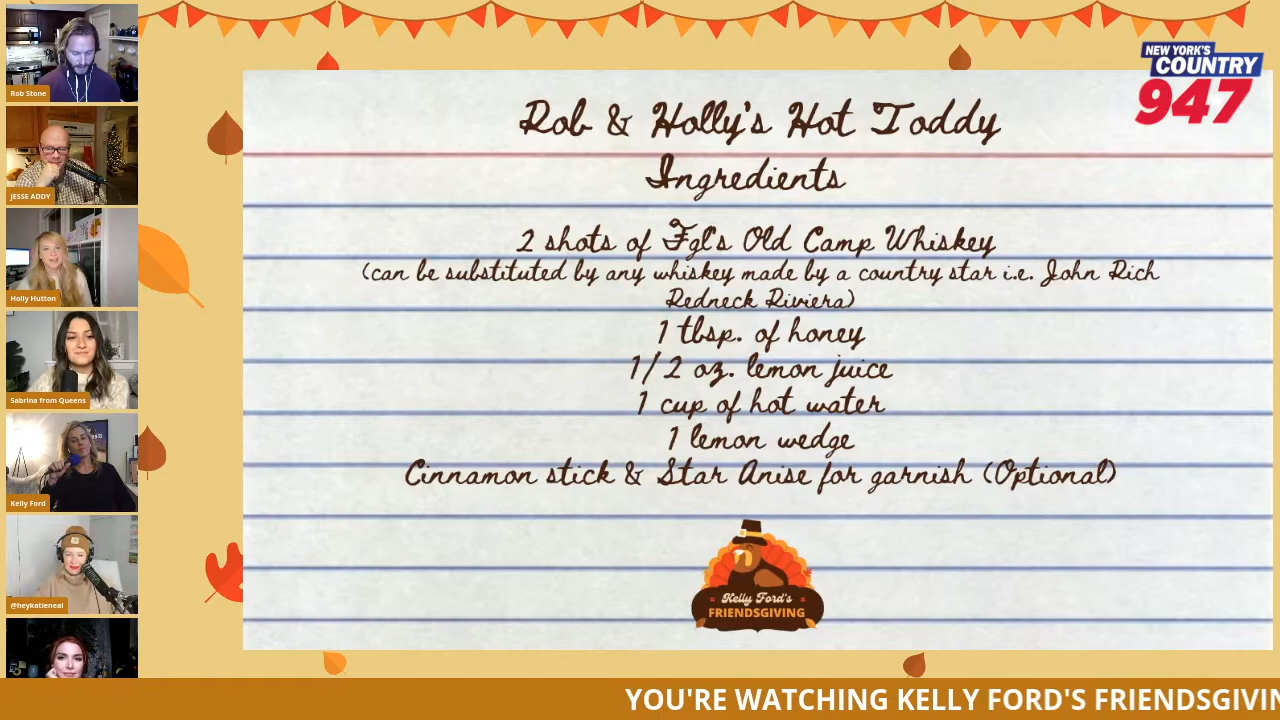 NEW YORK'S
COUNTRY
947
Rob & Holly's Hot Toddy
Ingredients
2 shots of Fgl's Old Camp Whiskey
(can be substituted by any whiskey made by a country star i.e. John Rich
Redneck Riviera)
1 tbsp. of honey
1/2 oz. lemon juice
1 cup of hot water
1 lemon wedge
Cinnamon stick & Star Anise for garnish (Optional)
Kelly Ford's
FRIENDSGIVING
Rob Stone
JESSE ADDY
Holly Hutton
Sabrina from Queens
Kelly Ford
@heykatieneal
YOU'RE WATCHING KELLY FORD'S FRIENDSGIVIN